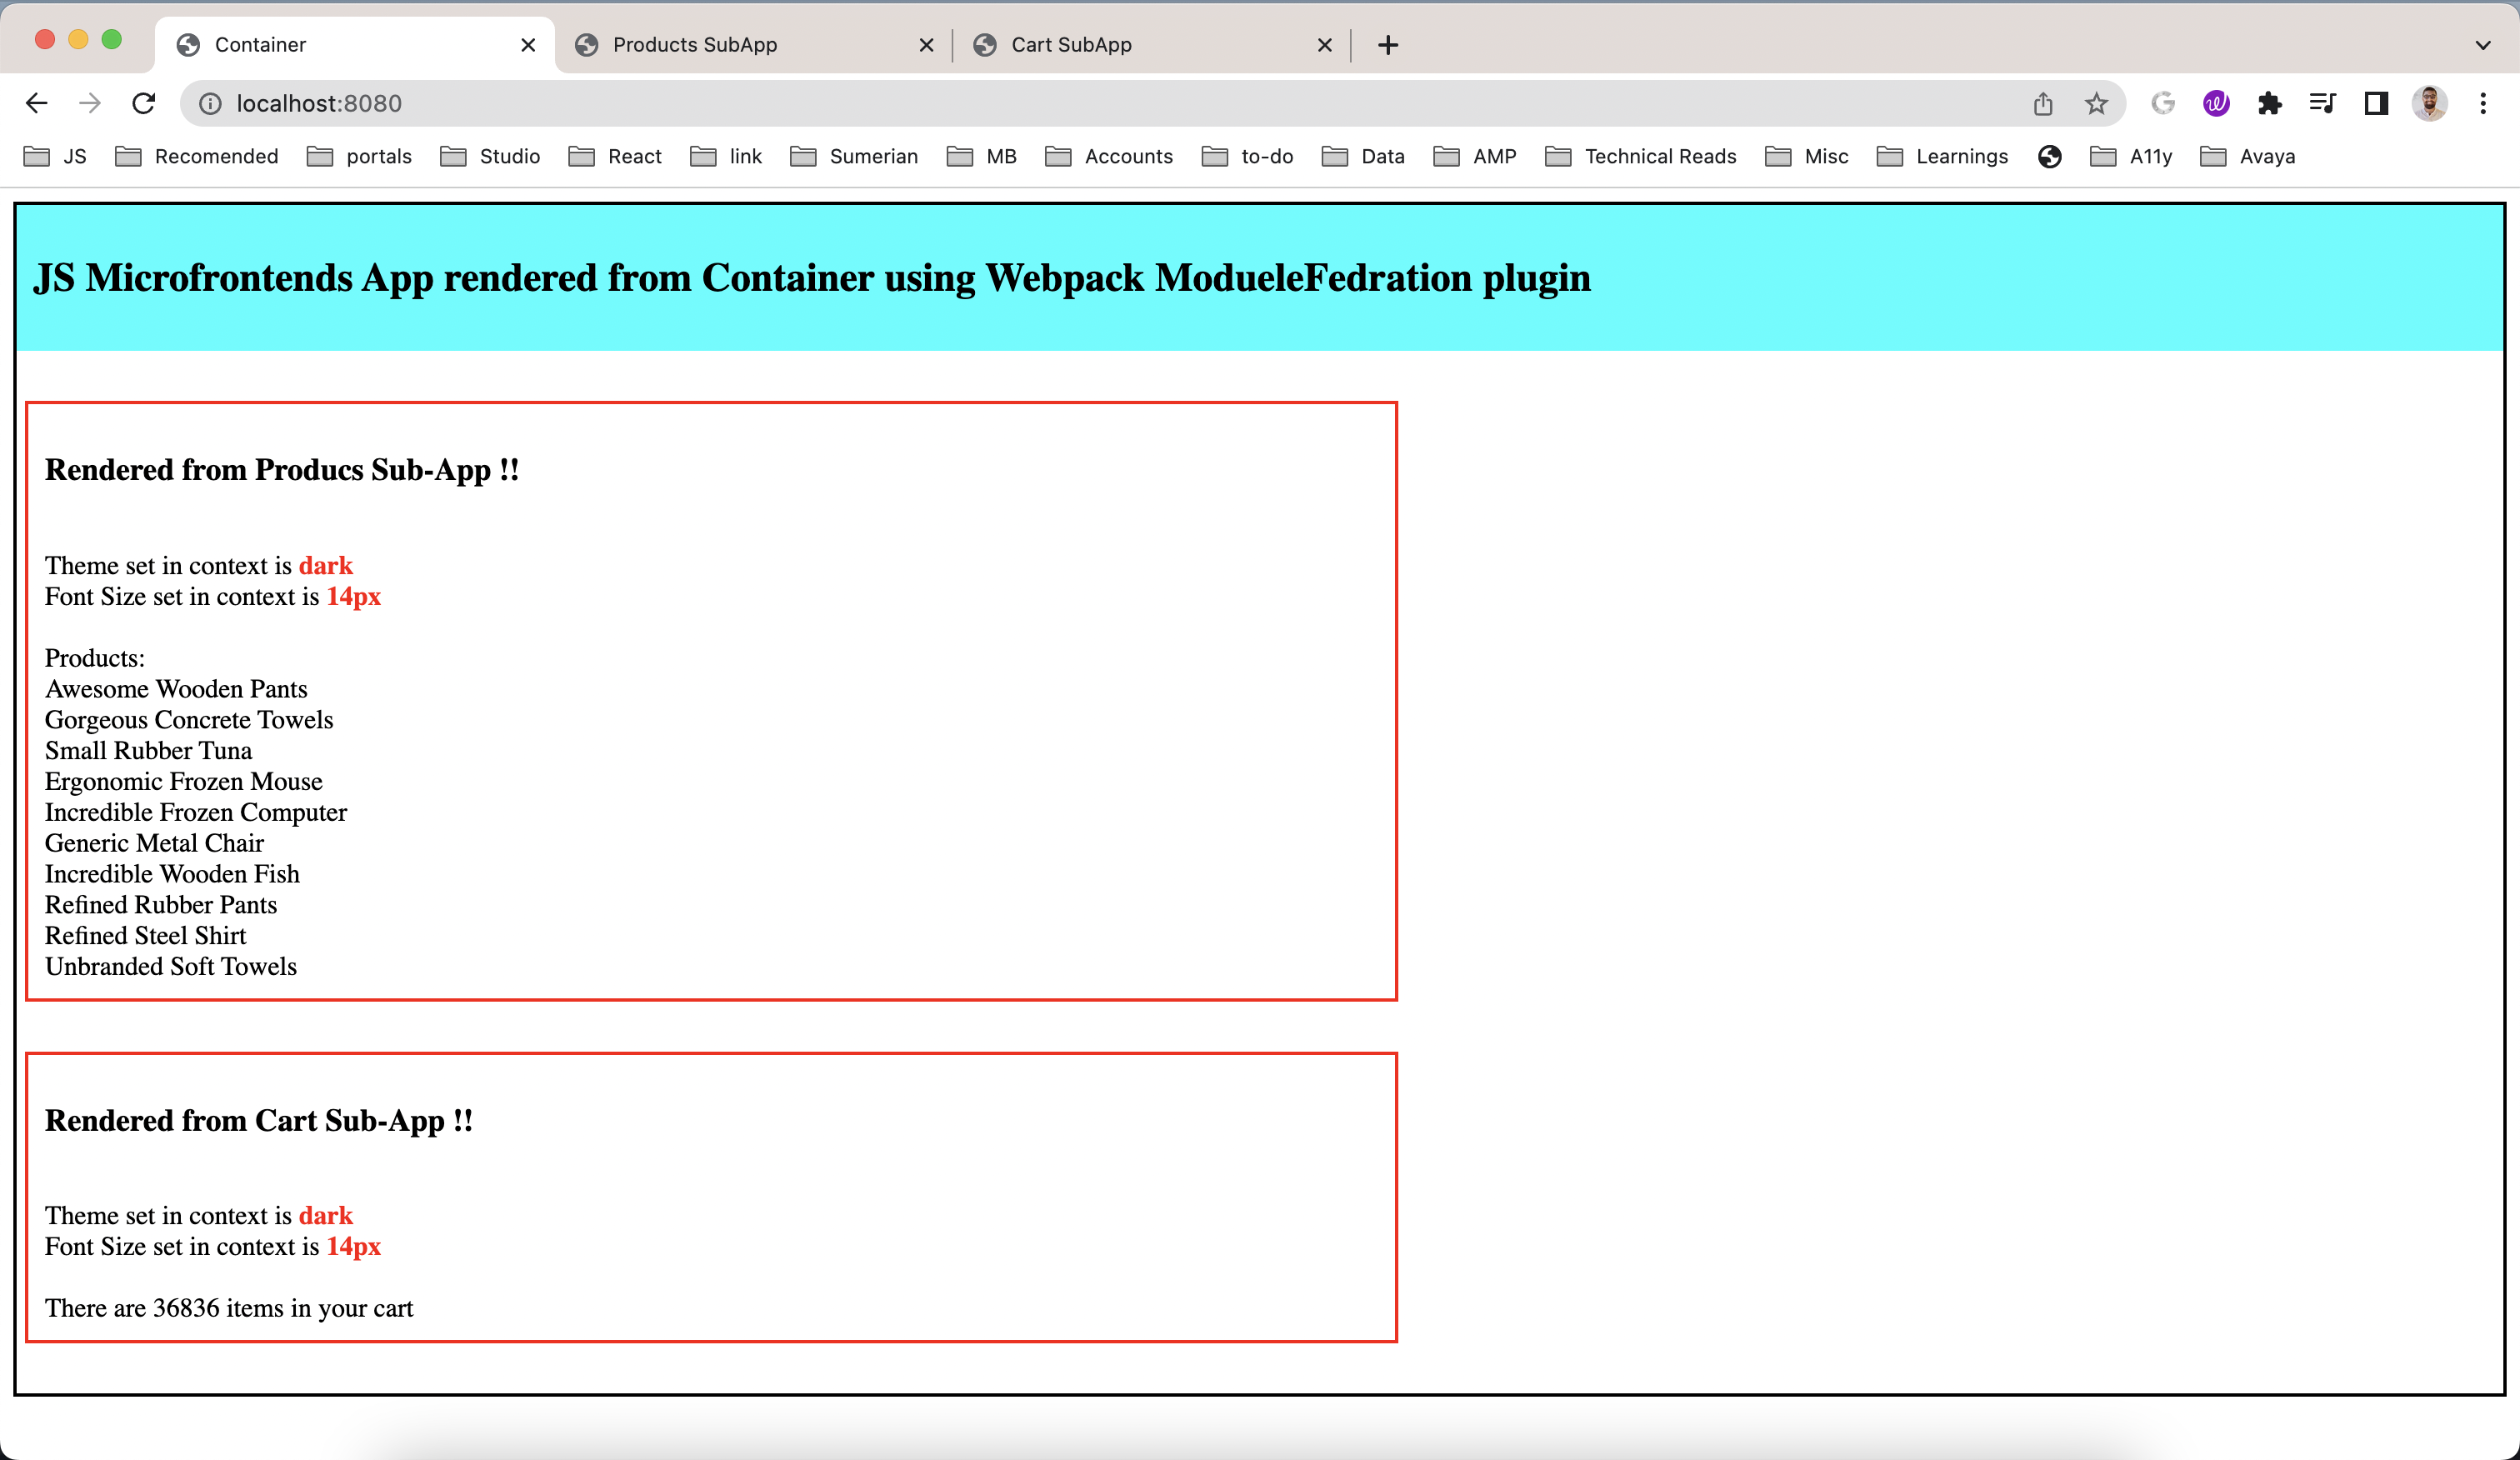 Container
Products SubApp
Cart SubApp
localhost:8080
JS Recomended portals Studio React link Sumerian MB Accounts to-do Data AMP Technical Reads Misc Learnings A11y Avaya
JS Microfrontends App rendered from Container using Webpack ModueleFedration plugin
Rendered from Producs Sub-App !!
Theme set in context is dark
Font Size set in context is 14px
Products:
Awesome Wooden Pants
Gorgeous Concrete Towels
Small Rubber Tuna
Ergonomic Frozen Mouse
Incredible Frozen Computer
Generic Metal Chair
Incredible Wooden Fish
Refined Rubber Pants
Refined Steel Shirt
Unbranded Soft Towels
Rendered from Cart Sub-App !!
Theme set in context is dark
Font Size set in context is 14px
There are 36836 items in your cart